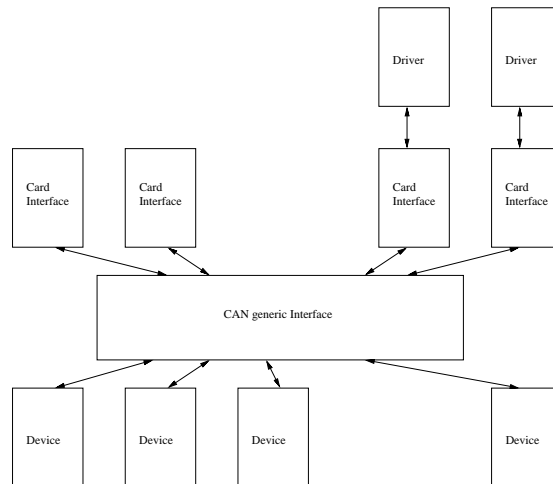 Driver
Driver
Card
Interface
Card
Interface
Card
Interface
Card
Interface
CAN generic Interface
Device
Device
Device
Device